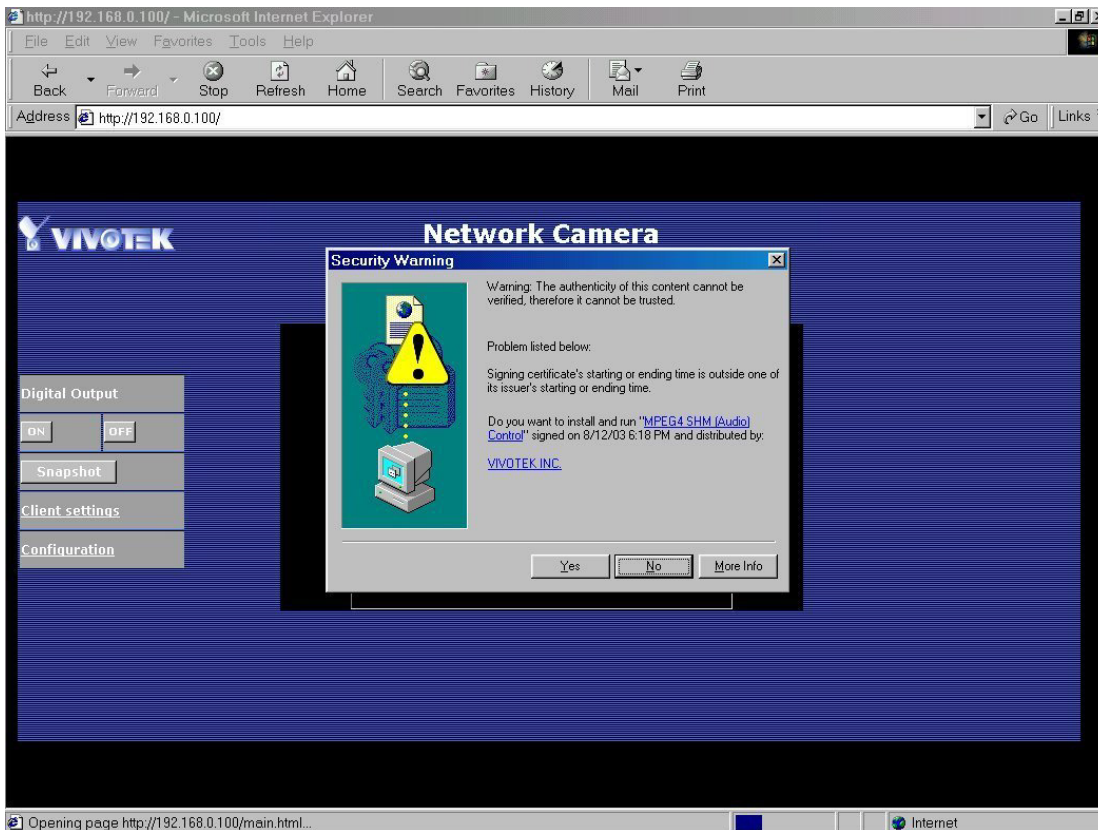 http://192.168.0.100/ - Microsoft Internet Explorer
File Edit View Favorites Tools Help
Back Forward Stop Refresh Home Search Favorites History Mail Print
Address http://192.168.0.100/ Go Links
VIVOTEK
Network Camera
Security Warning
Warning: The authenticity of this content cannot be
verified, therefore it cannot be trusted.
Problem listed below:
Signing certificate's starting or ending time is outside one of
its issuer's starting or ending time.
Do you want to install and run "MPEG4 SHM (Audio)
Control" signed on 8/12/03 6:18 PM and distributed by:
VIVOTEK INC.
Yes No More Info
Digital Output
ON OFF
Snapshot
Client settings
Configuration
Opening page http://192.168.0.100/main.html... Internet